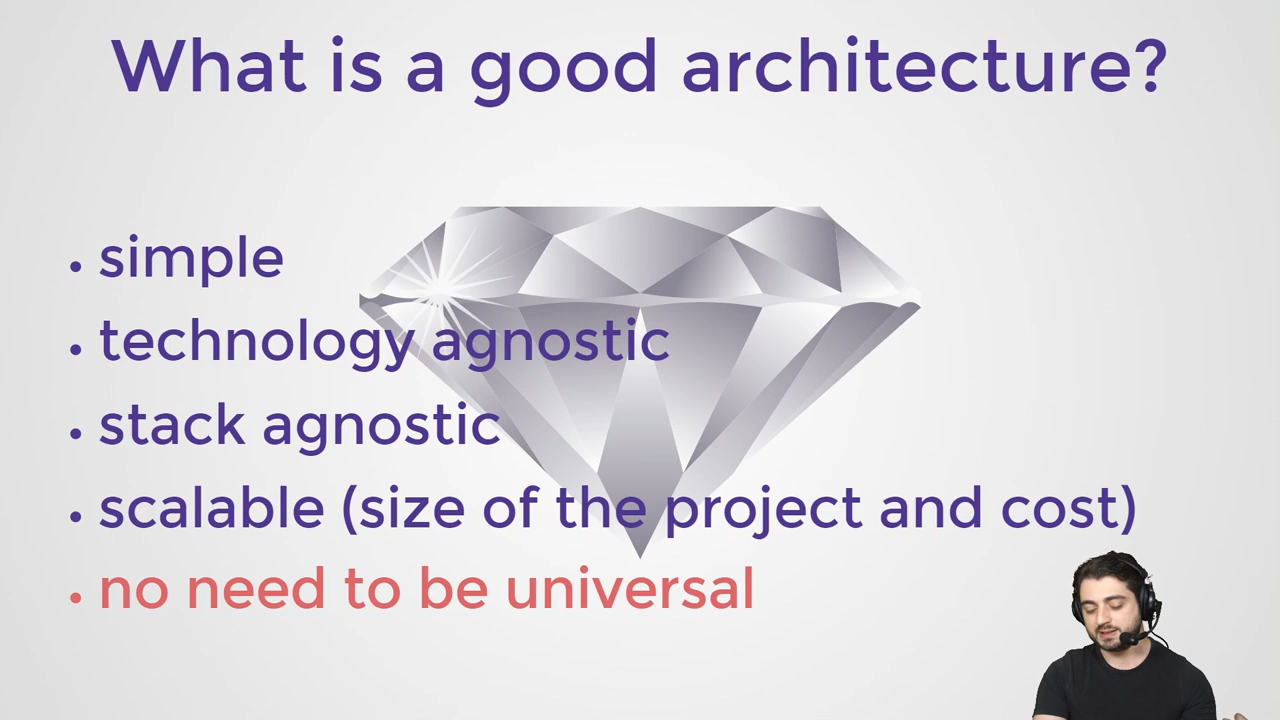 What is a good architecture?
• simple
• technology agnostic
• stack agnostic
• scalable (size of the project and cost)
• no need to be universal